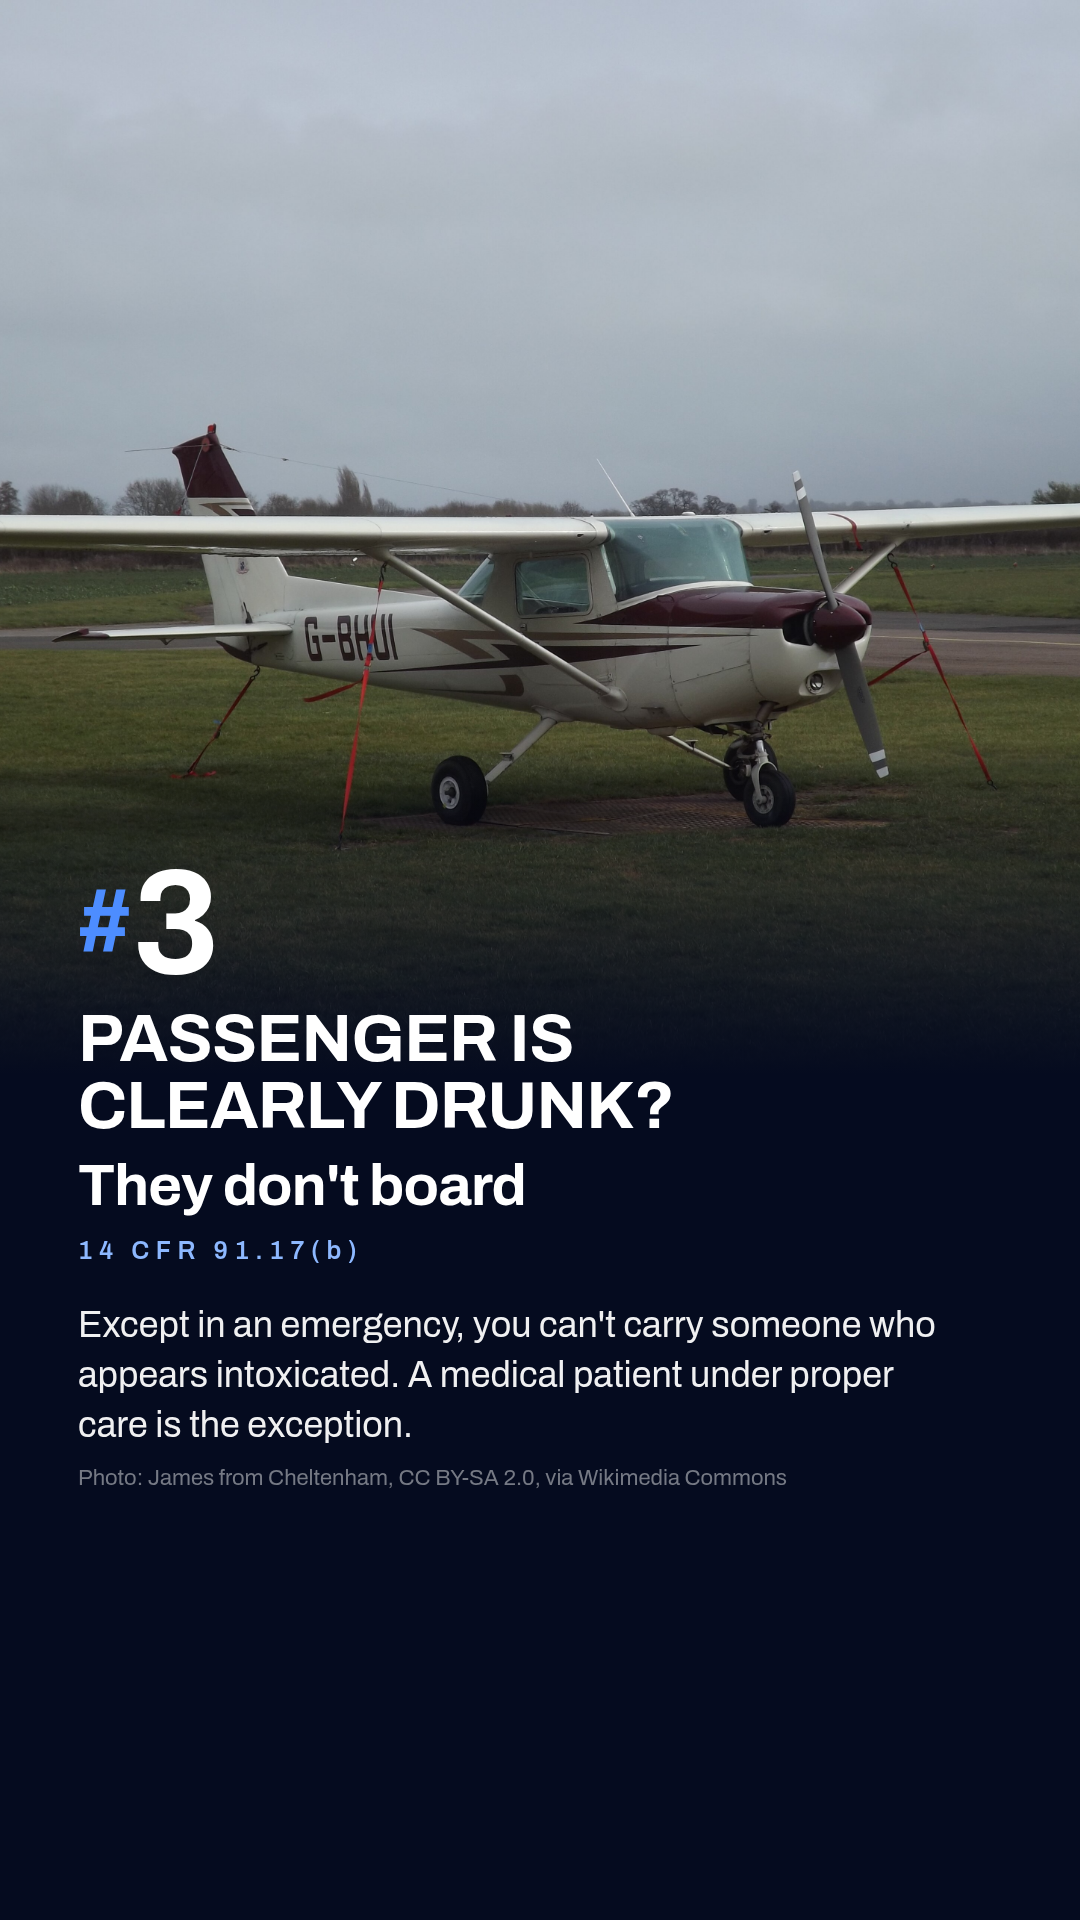 G-BHUI
#3
PASSENGER IS
CLEARLY DRUNK?
They don't board
14 CFR 91.17(b)
Except in an emergency, you can't carry someone who
appears intoxicated. A medical patient under proper
care is the exception.
Photo: James from Cheltenham, CC BY-SA 2.0, via Wikimedia Commons